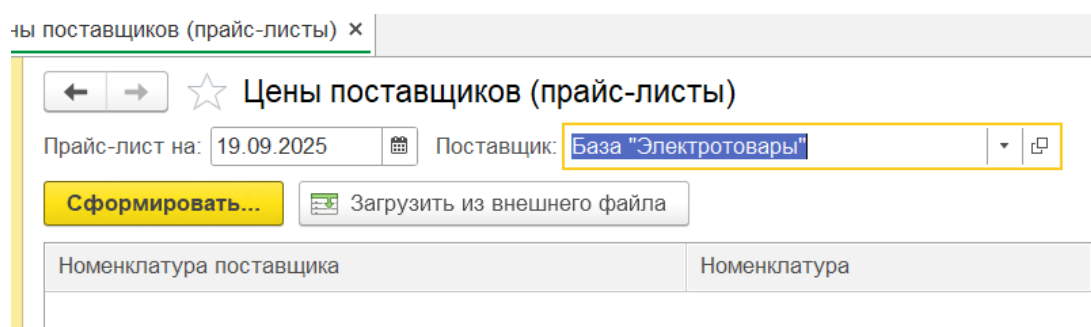 ны поставщиков (прайс-листы) ×
Цены поставщиков (прайс-листы)
Прайс-лист на: 19.09.2025 Поставщик: База "Электротовары"
Сформировать... Загрузить из внешнего файла
Номенклатура поставщика Номенклатура